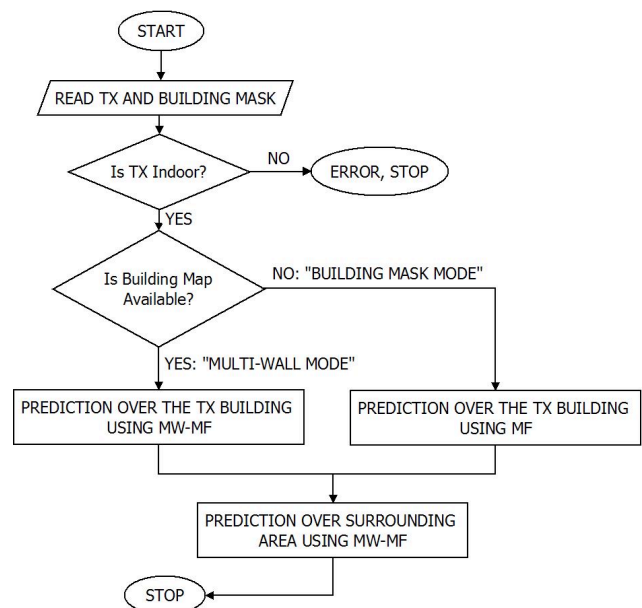 START
READ TX AND BUILDING MASK
Is TX Indoor?
NO
ERROR, STOP
YES
Is Building Map
Available?
NO: "BUILDING MASK MODE"
YES: "MULTI-WALL MODE"
PREDICTION OVER THE TX BUILDING
USING MW-MF
PREDICTION OVER THE TX BUILDING
USING MF
PREDICTION OVER SURROUNDING
AREA USING MW-MF
STOP